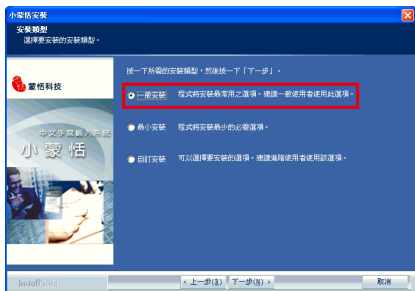 小蒙恬安裝
安裝類型
選擇要安裝的安裝類型。
按一下所需的安裝類型，然後按一下「下一步」。
蒙恬科技
一般安裝 程式將安裝最常用之選項。建議一般使用者使用此選項。
中文手寫輸入系統
小蒙恬
最小安裝 程式將安裝最少的必需選項。
自訂安裝 可以選擇要安裝的選項。建議進階使用者使用該選項。
InstallShield
< 上一步(B) 下一步(N) > 取消